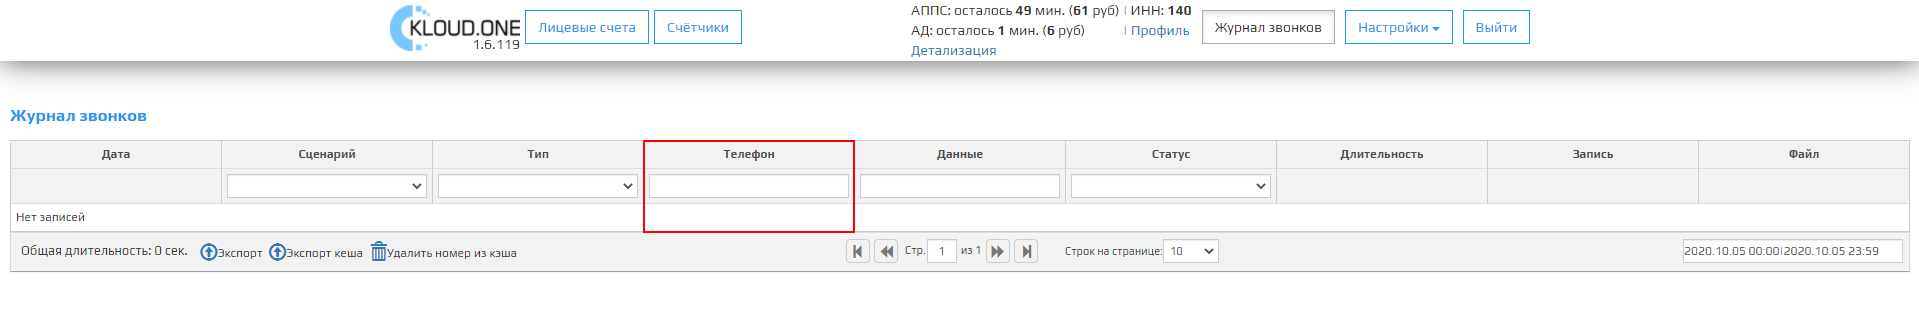 KLOUD.ONE
1.6.119
Лицевые счета
Счётчики
АППС: осталось 49 мин. (61 руб) | ИНН: 140
АД: осталось 1 мин. (6 руб) | Профиль
Детализация
Журнал звонков
Настройки
Выйти
Журнал звонков
Дата Сценарий Тип Телефон Данные Статус Длительность Запись Файл
Нет записей
Общая длительность: 0 сек. Экспорт Экспорт кеша Удалить номер из кэша Стр. 1 из 1 Строк на странице: 10 2020.10.05 00:00|2020.10.05 23:59